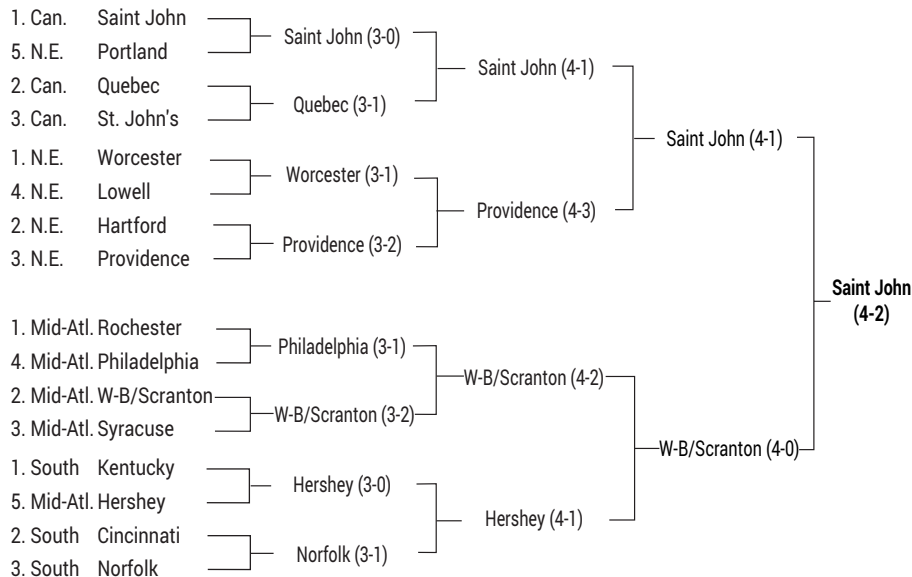 1. Can. Saint John
5. N.E. Portland
2. Can. Quebec
3. Can. St. John's
1. N.E. Worcester
4. N.E. Lowell
2. N.E. Hartford
3. N.E. Providence
1. Mid-Atl. Rochester
4. Mid-Atl. Philadelphia
2. Mid-Atl. W-B/Scranton
3. Mid-Atl. Syracuse
1. South Kentucky
5. Mid-Atl. Hershey
2. South Cincinnati
3. South Norfolk
Saint John (3-0)
Quebec (3-1)
Worcester (3-1)
Providence (3-2)
Philadelphia (3-1)
W-B/Scranton (3-2)
Hershey (3-0)
Norfolk (3-1)
Saint John (4-1)
Providence (4-3)
W-B/Scranton (4-2)
Hershey (4-1)
Saint John (4-1)
W-B/Scranton (4-0)
Saint John
(4-2)